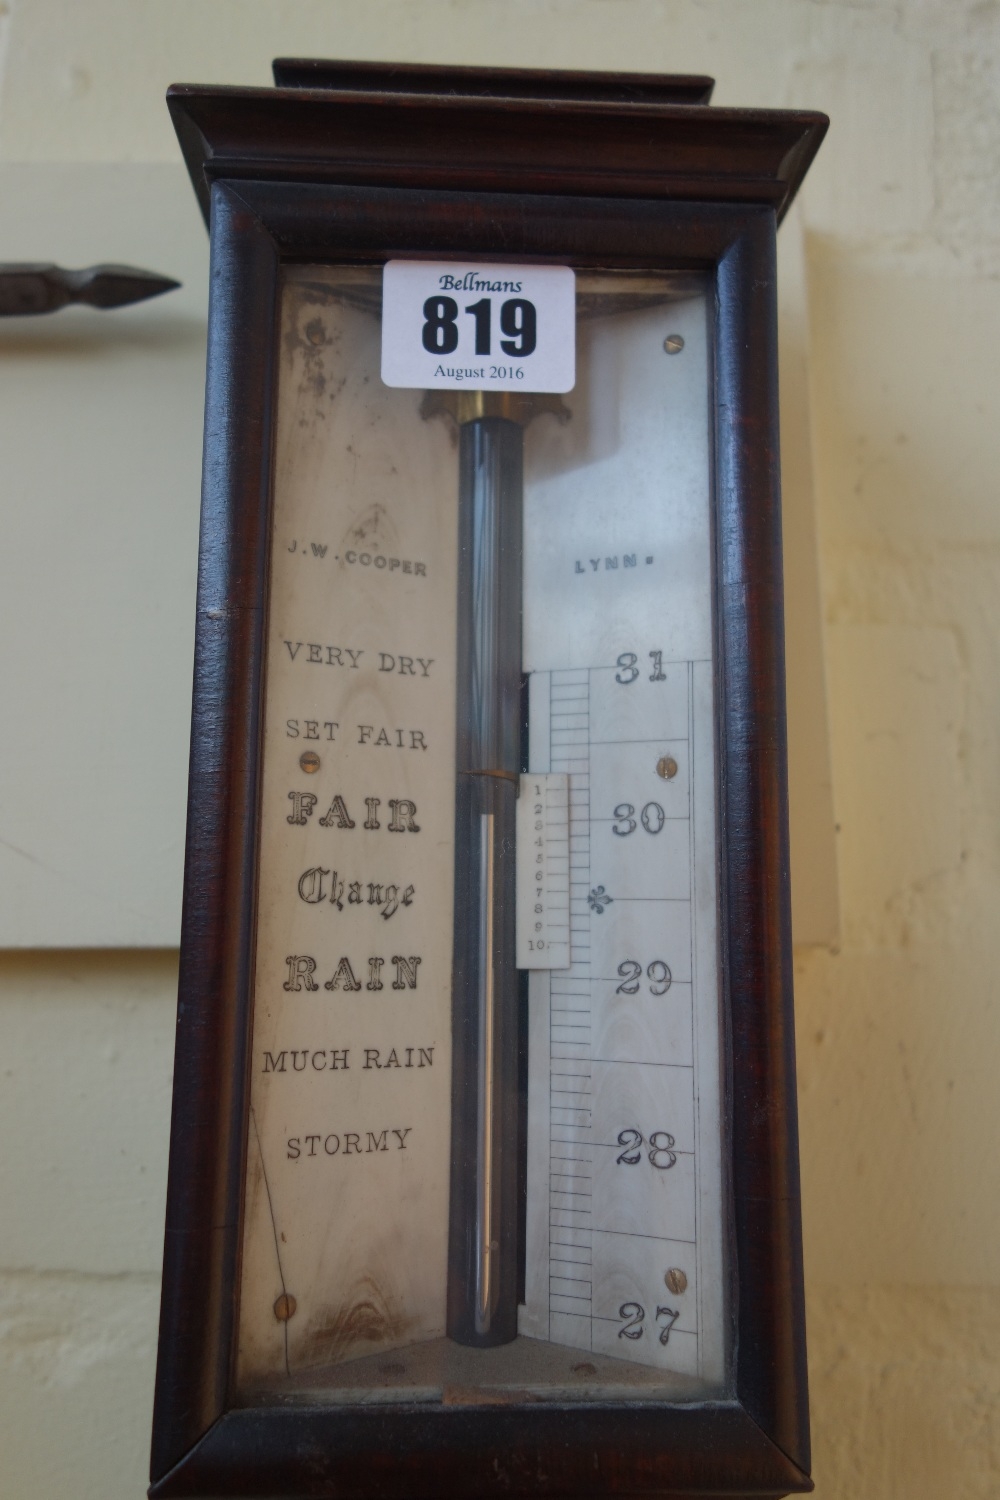 Bellmans
819
August 2016
J.W. COOPER
LYNN.
VERY DRY
SET FAIR
FAIR
Change
RAIN
MUCH RAIN
STORMY
1
2
3
4
5
6
7
8
9
10
31
30
29
28
27